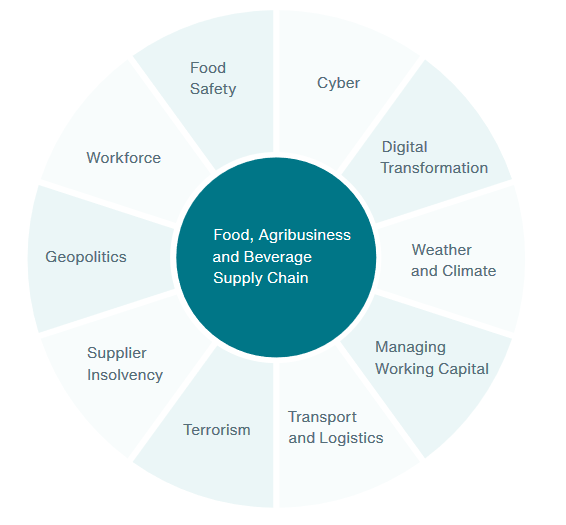 Food
Safety
Cyber
Digital
Transformation
Weather
and Climate
Managing
Working Capital
Transport
and Logistics
Terrorism
Supplier
Insolvency
Geopolitics
Workforce
Food, Agribusiness
and Beverage
Supply Chain